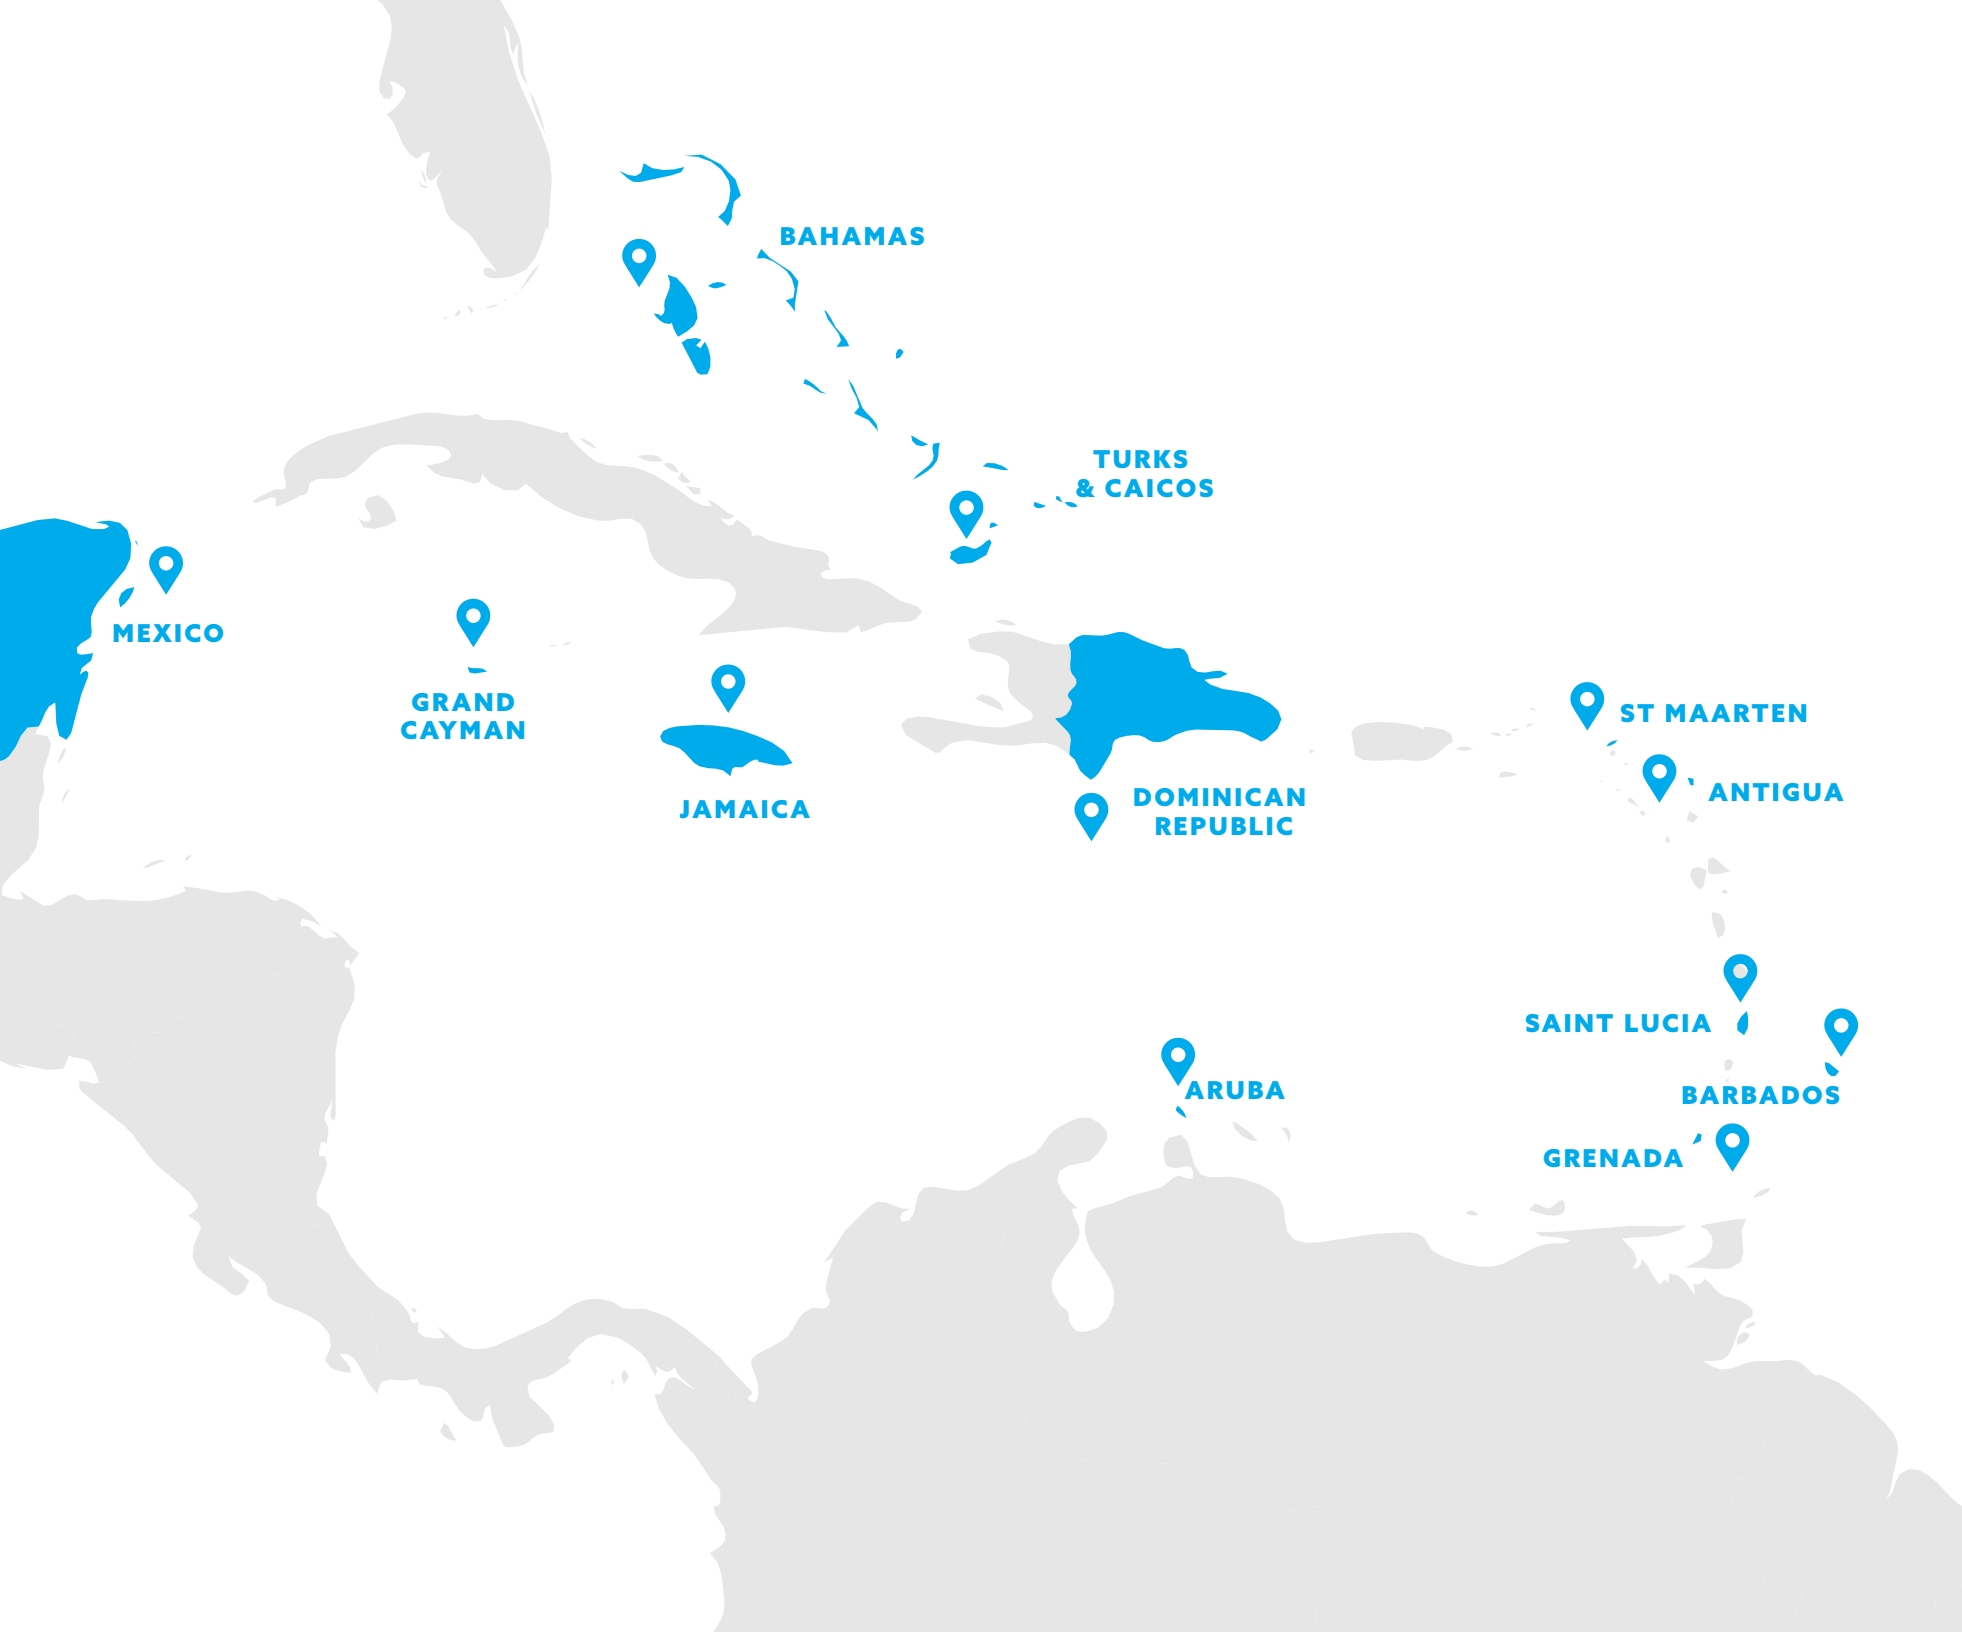 BAHAMAS
TURKS
& CAICOS
MEXICO
GRAND
CAYMAN
JAMAICA
DOMINICAN
REPUBLIC
ST MAARTEN
ANTIGUA
SAINT LUCIA
ARUBA
BARBADOS
GRENADA